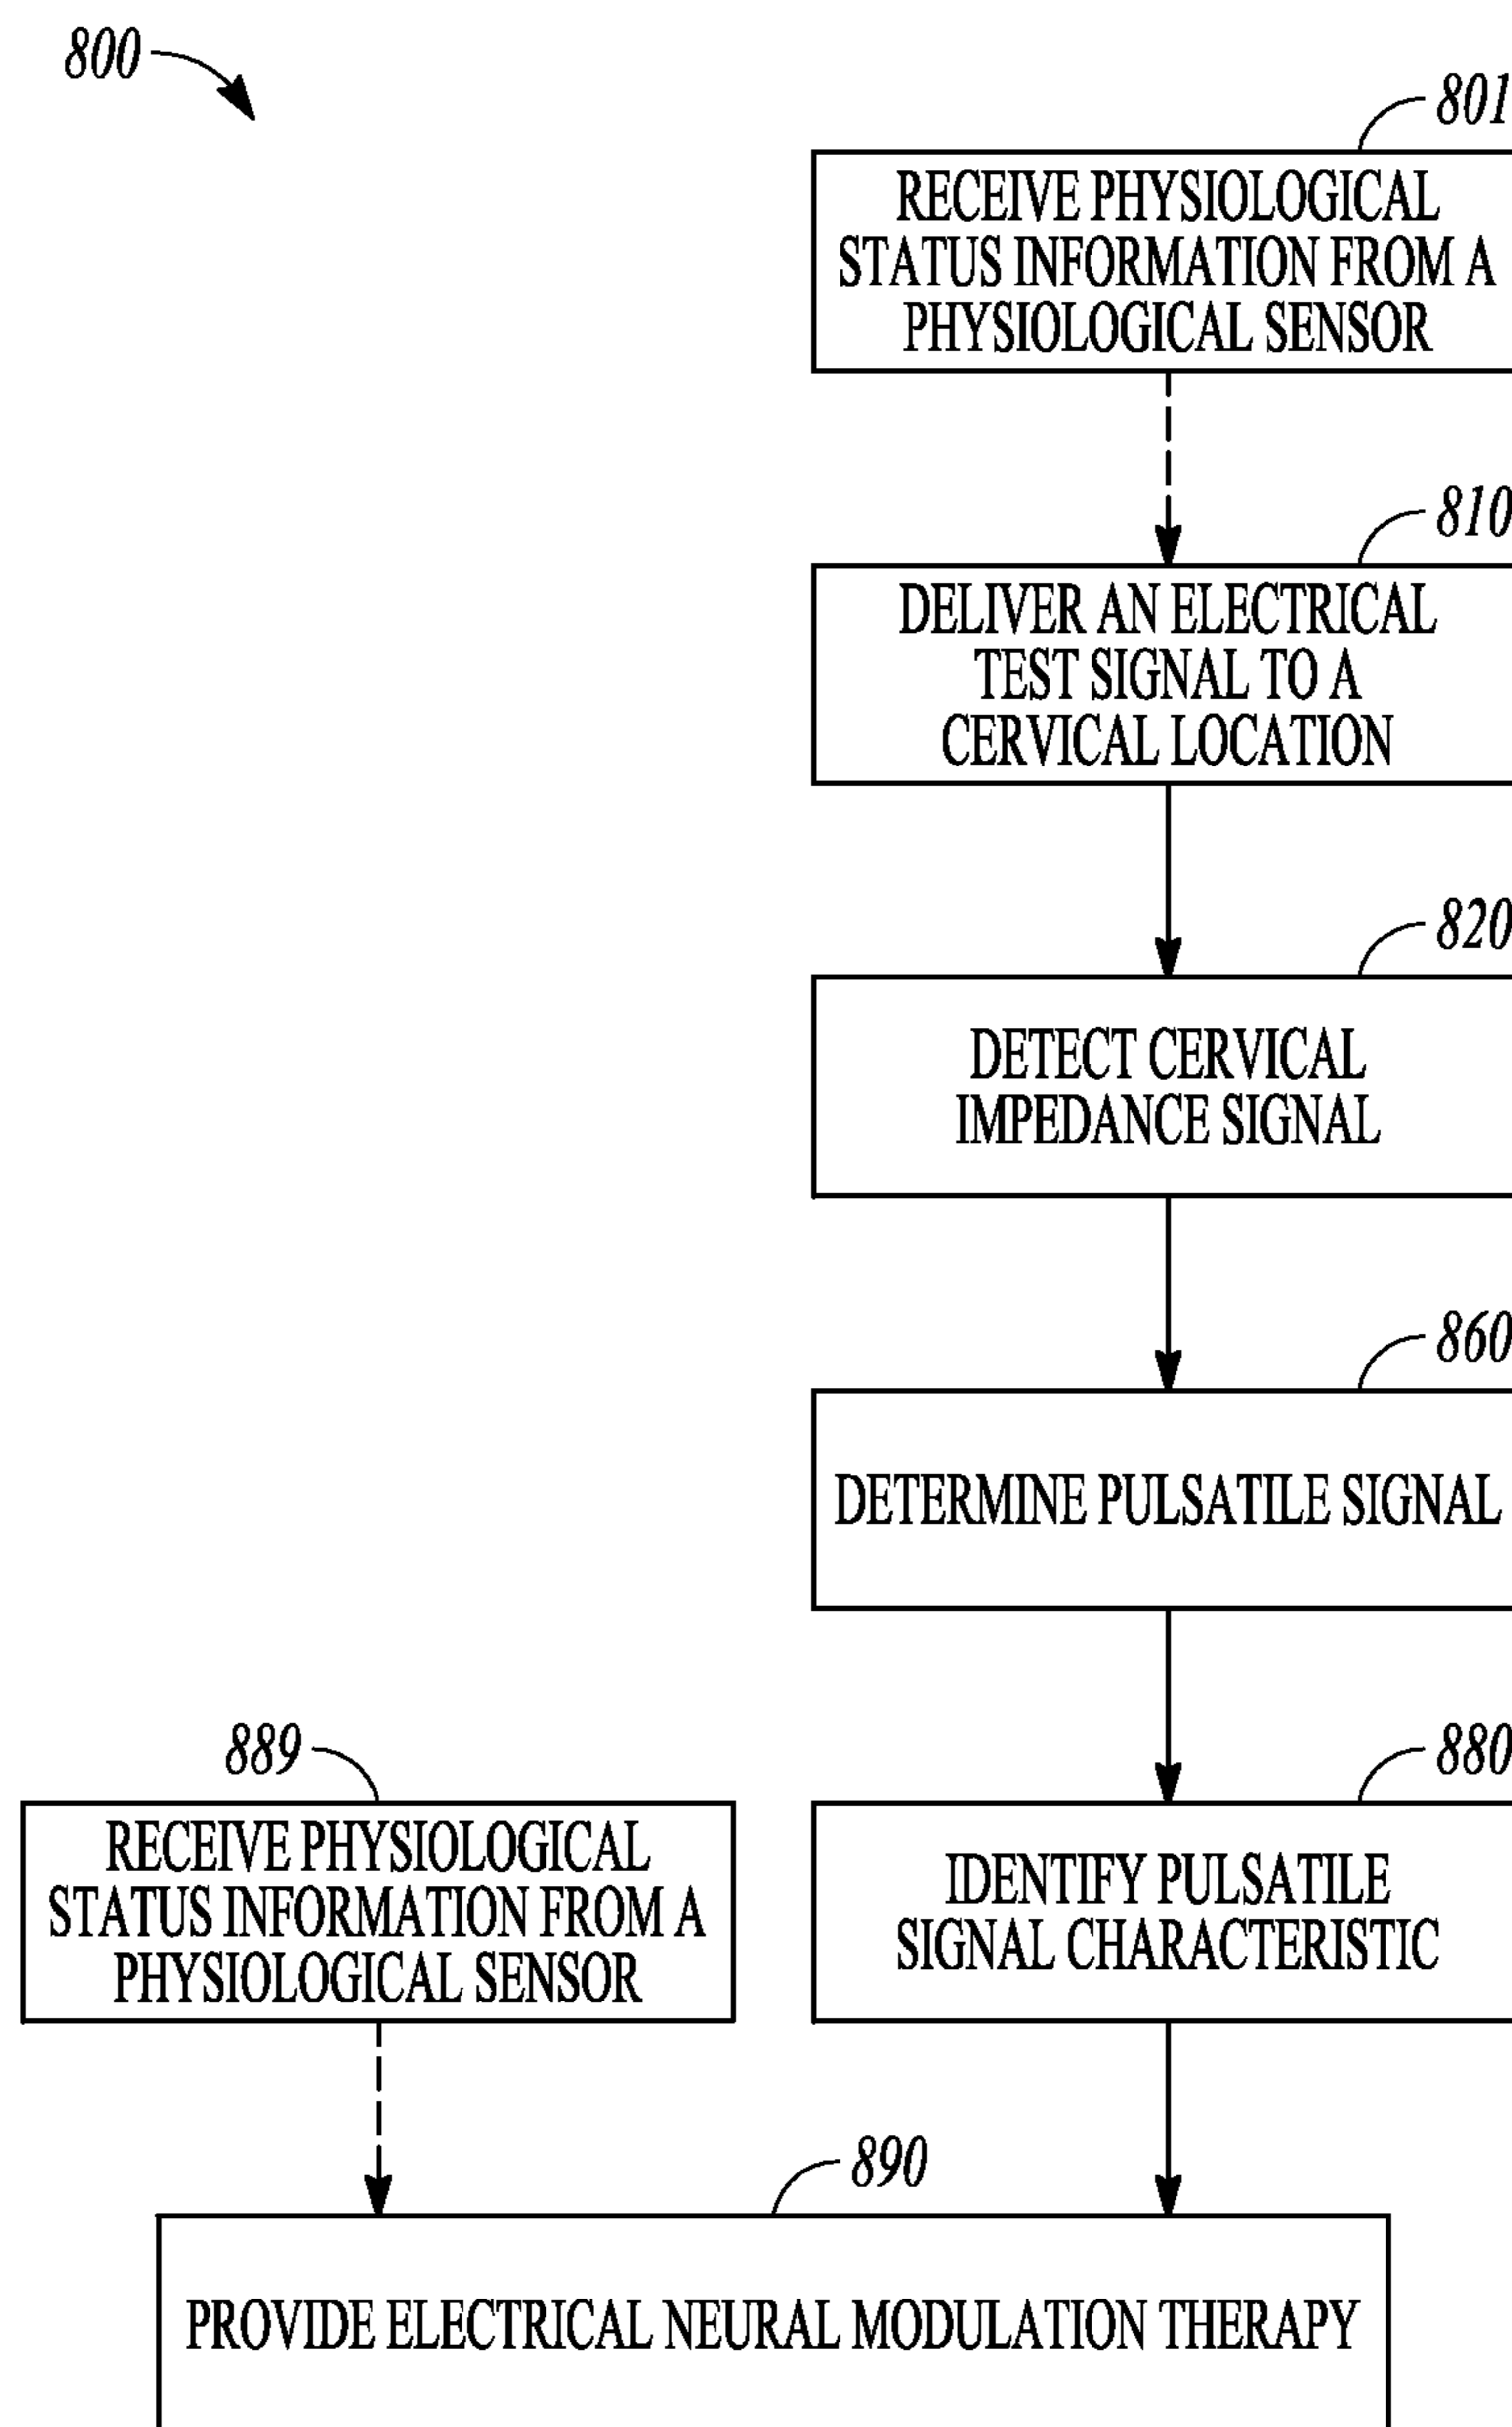 800
801
RECEIVE PHYSIOLOGICAL
STATUS INFORMATION FROM A
PHYSIOLOGICAL SENSOR
810
DELIVER AN ELECTRICAL
TEST SIGNAL TO A
CERVICAL LOCATION
820
DETECT CERVICAL
IMPEDANCE SIGNAL
860
DETERMINE PULSATILE SIGNAL
889
RECEIVE PHYSIOLOGICAL
STATUS INFORMATION FROM A
PHYSIOLOGICAL SENSOR
880
IDENTIFY PULSATILE
SIGNAL CHARACTERISTIC
890
PROVIDE ELECTRICAL NEURAL MODULATION THERAPY